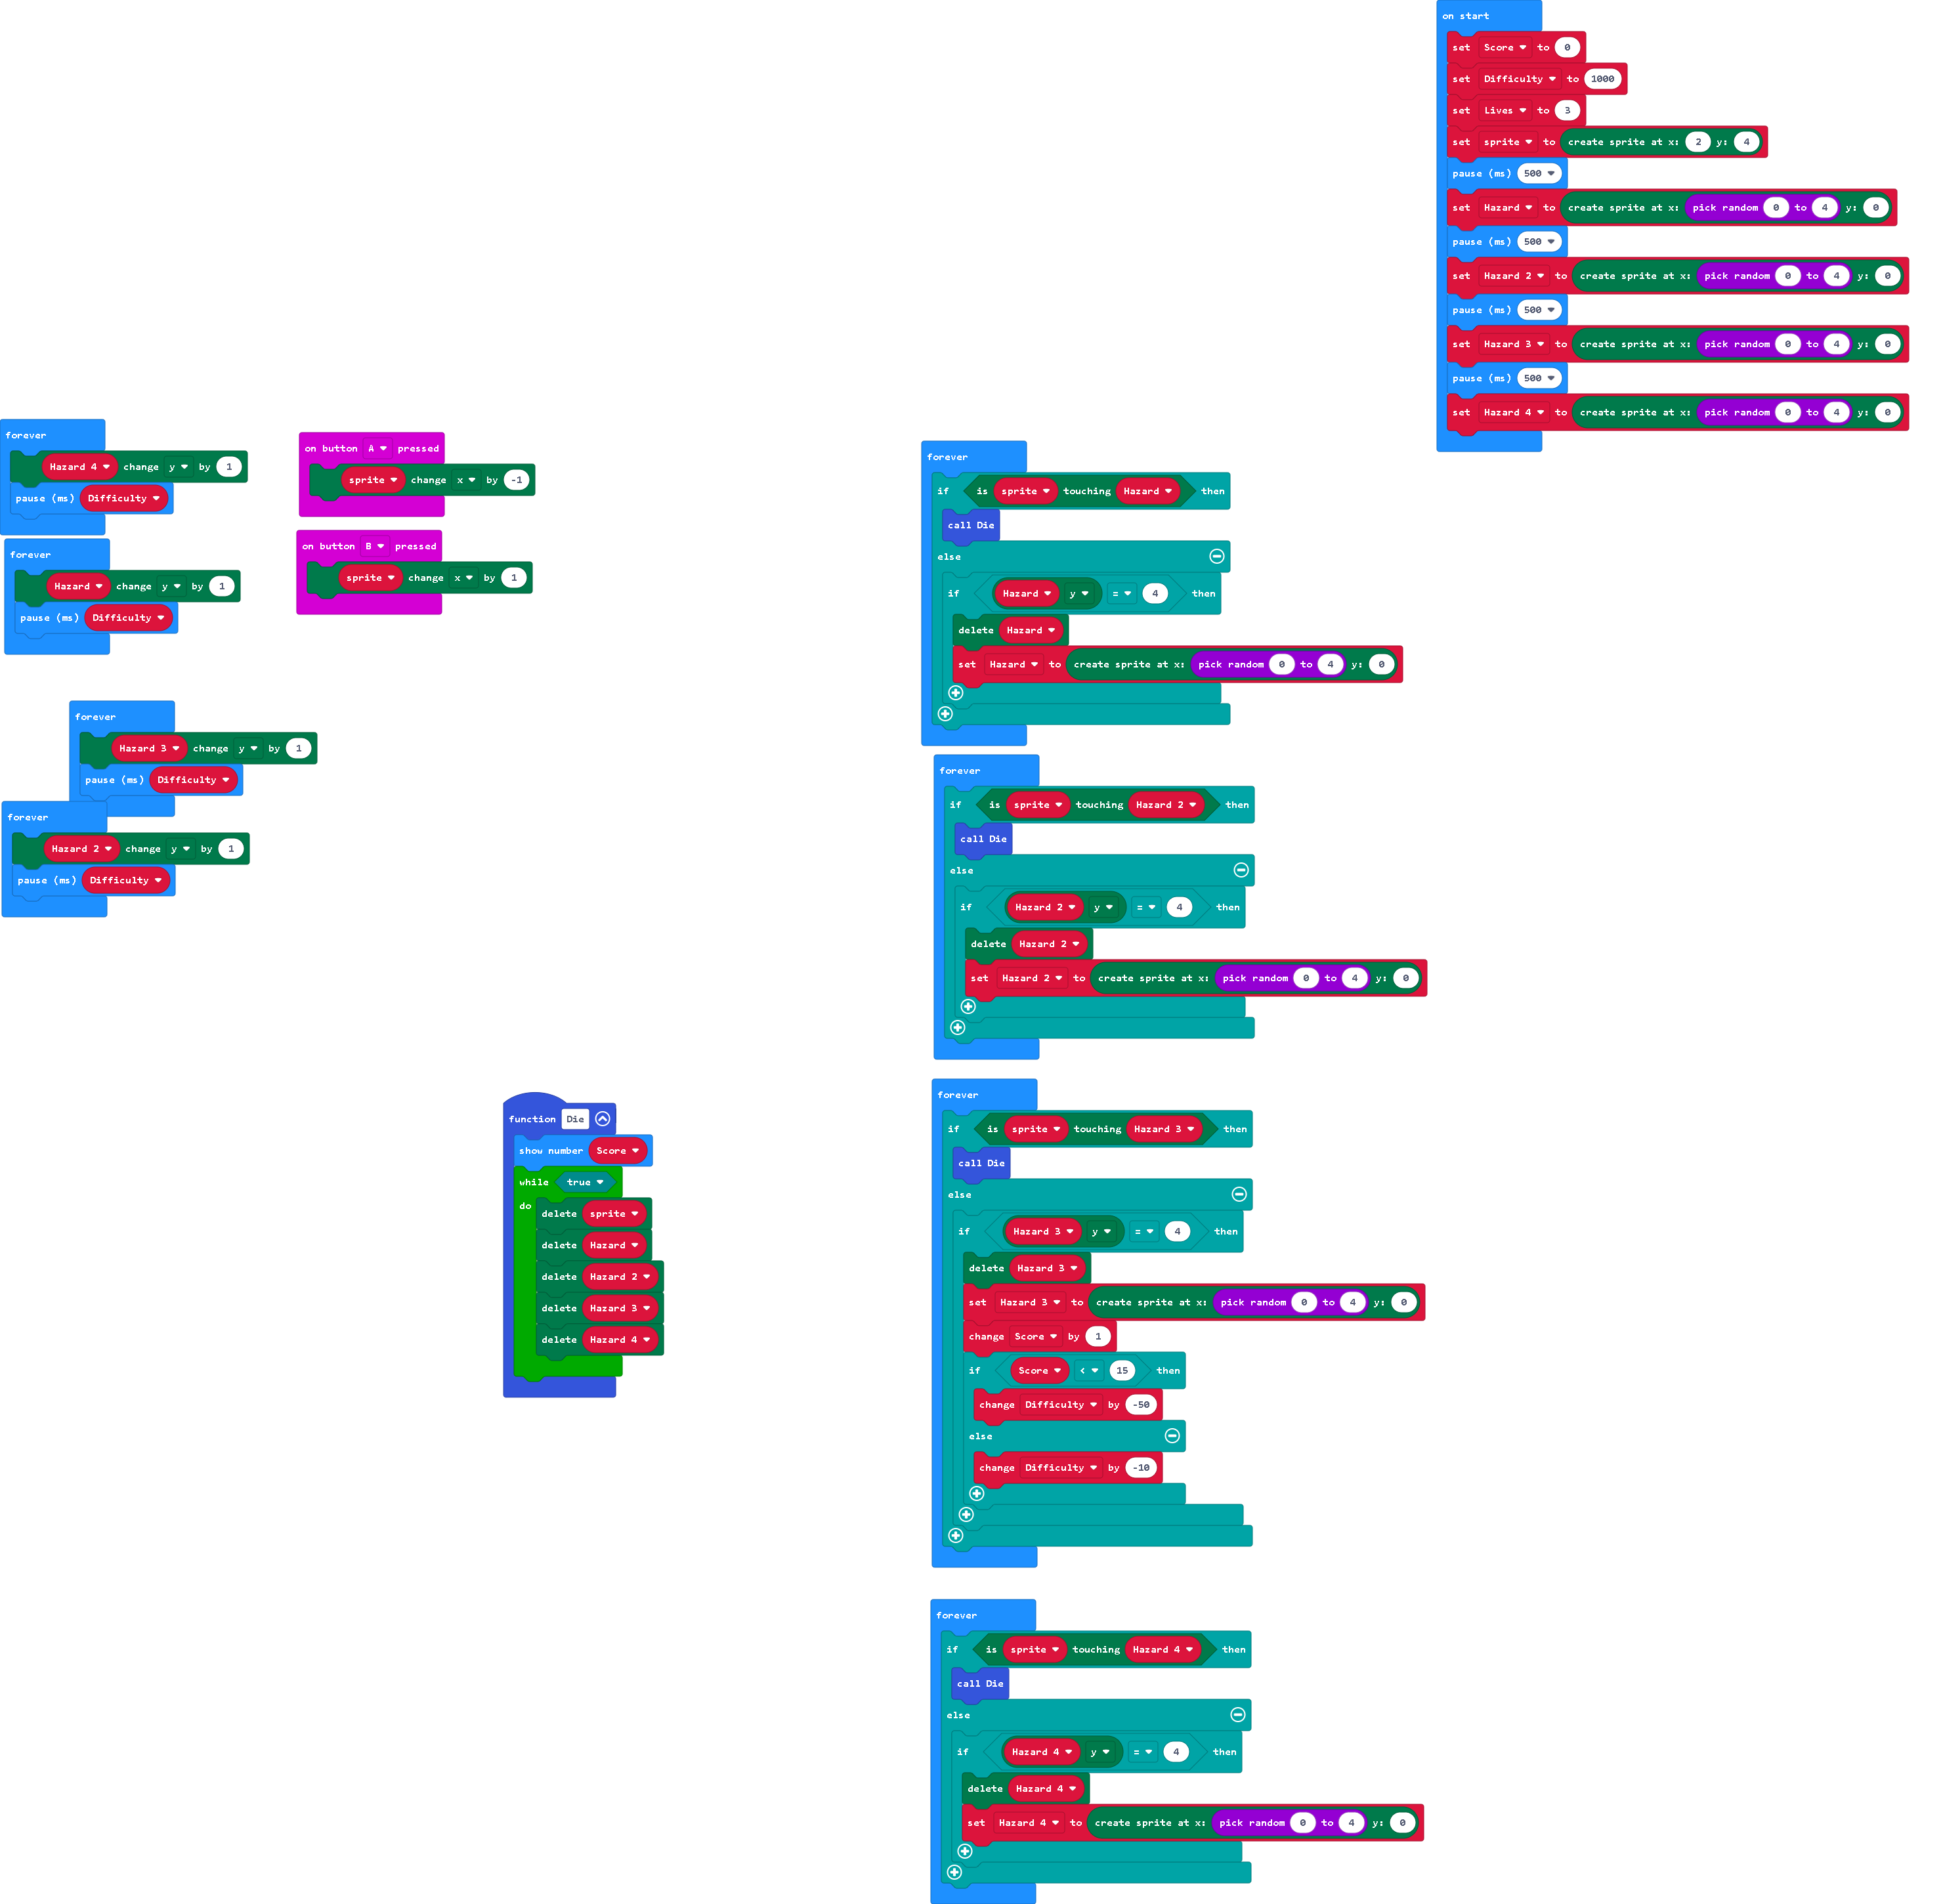 on start
set Score to 0
set Difficulty to 1000
set Lives to 3
set sprite to create sprite at x: 2 y: 4
pause (ms) 500
set Hazard to create sprite at x: pick random 0 to 4 y: 0
pause (ms) 500
set Hazard 2 to create sprite at x: pick random 0 to 4 y: 0
pause (ms) 500
set Hazard 3 to create sprite at x: pick random 0 to 4 y: 0
pause (ms) 500
set Hazard 4 to create sprite at x: pick random 0 to 4 y: 0
forever
Hazard 4 change y by 1
pause (ms) Difficulty
forever
Hazard change y by 1
pause (ms) Difficulty
forever
Hazard 3 change y by 1
pause (ms) Difficulty
forever
Hazard 2 change y by 1
pause (ms) Difficulty
on button A pressed
sprite change x by -1
on button B pressed
sprite change x by 1
function Die
show number Score
while true
do
delete sprite
delete Hazard
delete Hazard 2
delete Hazard 3
delete Hazard 4
forever
if is sprite touching Hazard then
call Die
else
if Hazard y = 4 then
delete Hazard
set Hazard to create sprite at x: pick random 0 to 4 y: 0
forever
if is sprite touching Hazard 2 then
call Die
else
if Hazard 2 y = 4 then
delete Hazard 2
set Hazard 2 to create sprite at x: pick random 0 to 4 y: 0
forever
if is sprite touching Hazard 3 then
call Die
else
if Hazard 3 y = 4 then
delete Hazard 3
set Hazard 3 to create sprite at x: pick random 0 to 4 y: 0
change Score by 1
if Score < 15 then
change Difficulty by -50
else
change Difficulty by -10
forever
if is sprite touching Hazard 4 then
call Die
else
if Hazard 4 y = 4 then
delete Hazard 4
set Hazard 4 to create sprite at x: pick random 0 to 4 y: 0